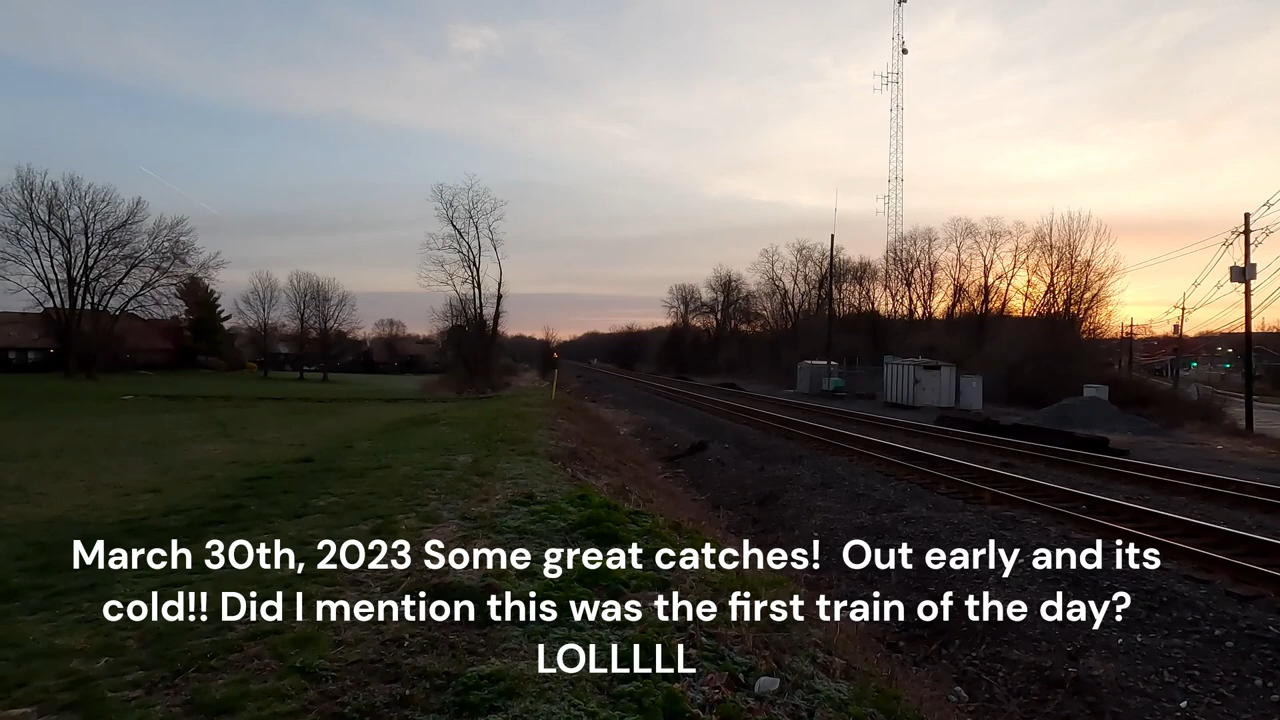 March 30th, 2023 Some great catches!  Out early and its
cold!! Did I mention this was the first train of the day?
LOLLLLL